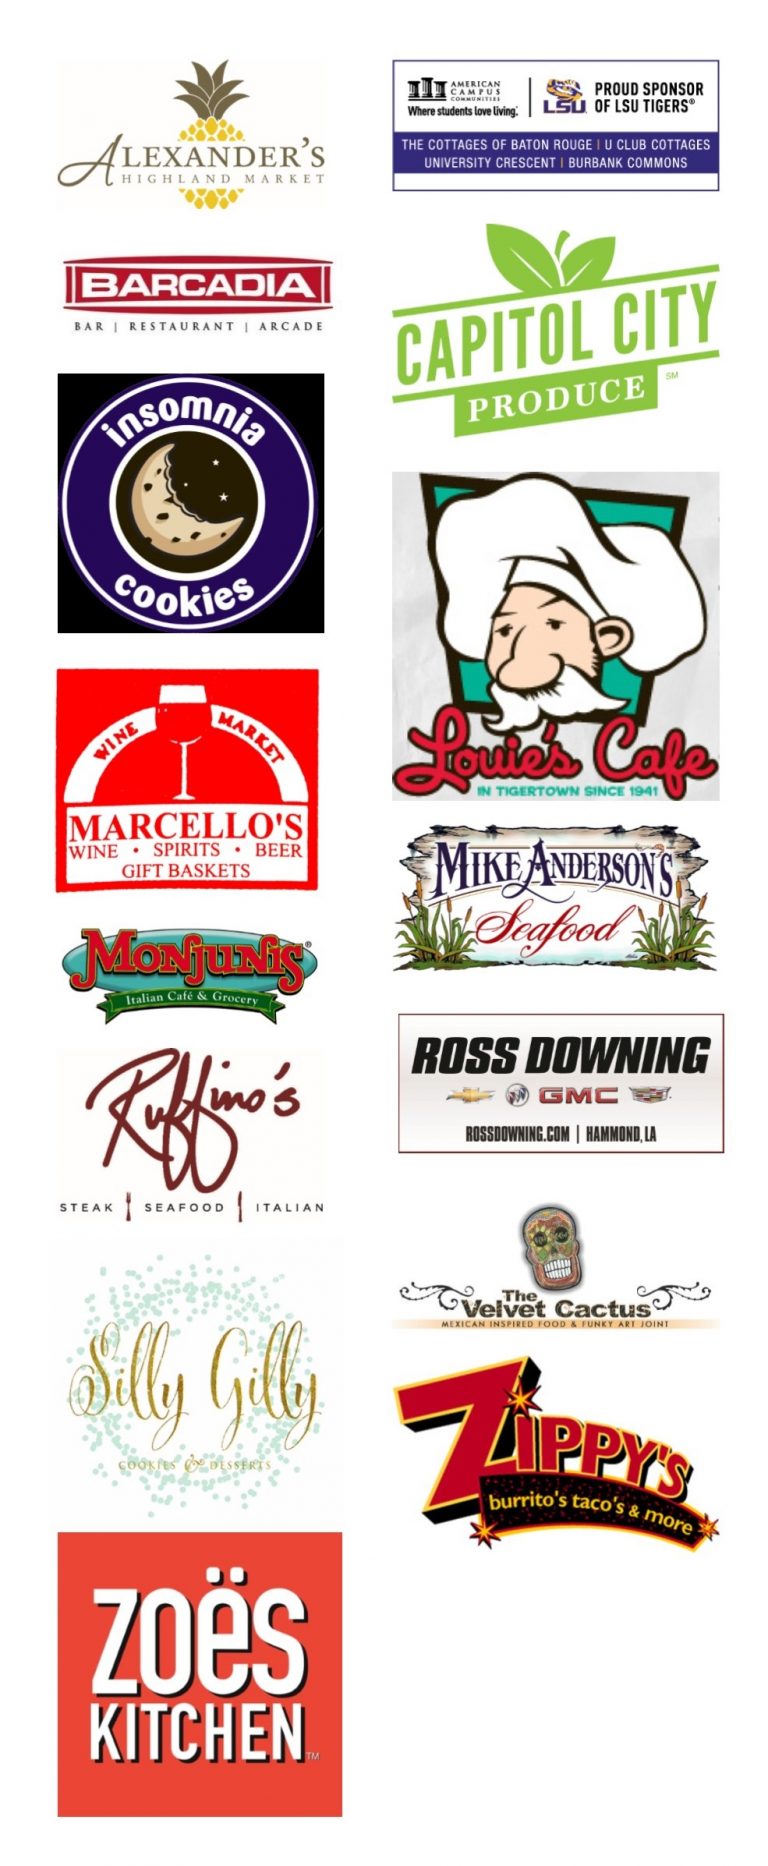 ALEXANDER'S
HIGHLAND MARKET
BARCADIA
BAR | RESTAURANT | ARCADE
insomnia
cookies
WINE MARKET
MARCELLO'S
WINE • SPIRITS • BEER
GIFT BASKETS
MONJUNIS®
Italian Café & Grocery
Ruffino's
STEAK SEAFOOD ITALIAN
Silly Gilly
COOKIES & DESSERTS
ZOËS
KITCHEN™
AMERICAN
CAMPUS
COMMUNITIES
Where students love living.
LSU
PROUD SPONSOR
OF LSU TIGERS®
THE COTTAGES OF BATON ROUGE | U CLUB COTTAGES
UNIVERSITY CRESCENT | BURBANK COMMONS
CAPITOL CITY
PRODUCE SM
Louie's Cafe
IN TIGERTOWN SINCE 1941
MIKE ANDERSON'S
Seafood
ROSS DOWNING
GMC
ROSSDOWNING.COM | HAMMOND, LA
The
Velvet Cactus
MEXICAN INSPIRED FOOD & FUNKY ART JOINT
ZIPPY'S
burrito's taco's & more